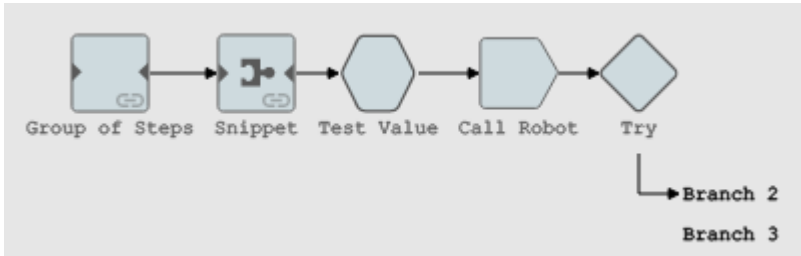 Group of Steps Snippet Test Value Call Robot Try
Branch 2
Branch 3